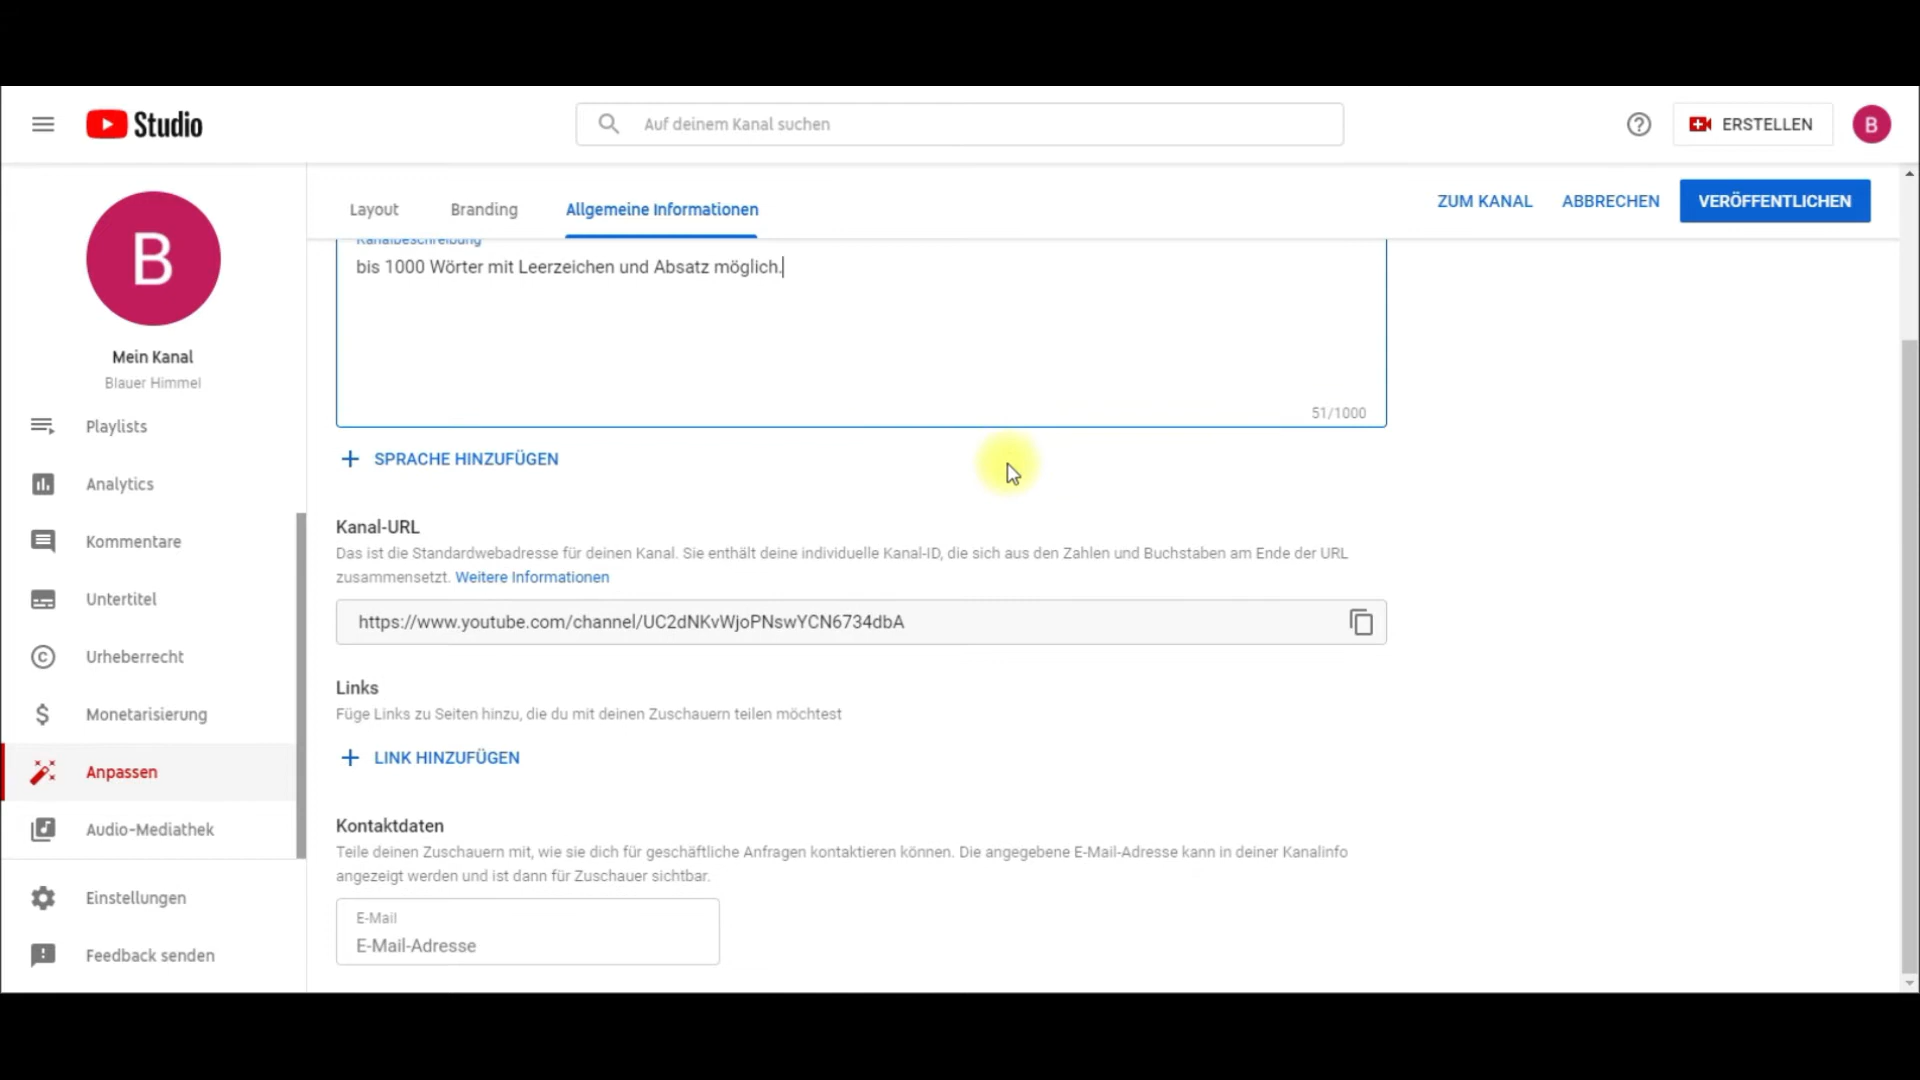 Studio
Auf deinem Kanal suchen
ERSTELLEN
B
B
Mein Kanal
Blauer Himmel
Playlists
Analytics
Kommentare
Untertitel
Urheberrecht
Monetarisierung
Anpassen
Audio-Mediathek
Einstellungen
Feedback senden
Layout
Branding
Allgemeine Informationen
ZUM KANAL
ABBRECHEN
VERÖFFENTLICHEN
Kanalbeschreibung
bis 1000 Wörter mit Leerzeichen und Absatz möglich.
51/1000
SPRACHE HINZUFÜGEN
Kanal-URL
Das ist die Standardwebadresse für deinen Kanal. Sie enthält deine individuelle Kanal-ID, die sich aus den Zahlen und Buchstaben am Ende der URL
zusammensetzt. Weitere Informationen
https://www.youtube.com/channel/UC2dNKvWjoPNswYCN6734dbA
Links
Füge Links zu Seiten hinzu, die du mit deinen Zuschauern teilen möchtest
LINK HINZUFÜGEN
Kontaktdaten
Teile deinen Zuschauern mit, wie sie dich für geschäftliche Anfragen kontaktieren können. Die angegebene E-Mail-Adresse kann in deiner Kanalinfo
angezeigt werden und ist dann für Zuschauer sichtbar.
E-Mail
E-Mail-Adresse